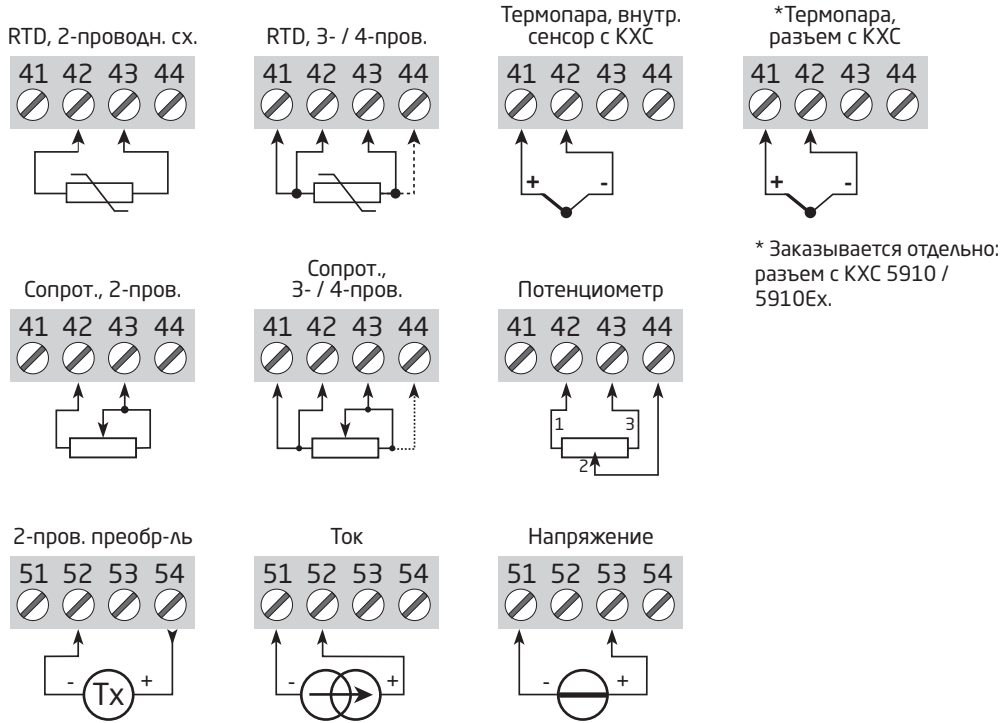 RTD, 2-проводн. сх.
41 42 43 44
RTD, 3- / 4-пров.
41 42 43 44
Термопара, внутр.
сенсор с КХС
41 42 43 44
+ -
*Термопара,
разъем с КХС
41 42 43 44
+ -
* Заказывается отдельно:
разъем с КХС 5910 /
5910Ex.
Сопрот., 2-пров.
41 42 43 44
Сопрот.,
3- / 4-пров.
41 42 43 44
Потенциометр
41 42 43 44
1 3
2
2-пров. преобр-ль
51 52 53 54
- Tx +
Ток
51 52 53 54
- +
Напряжение
51 52 53 54
- +